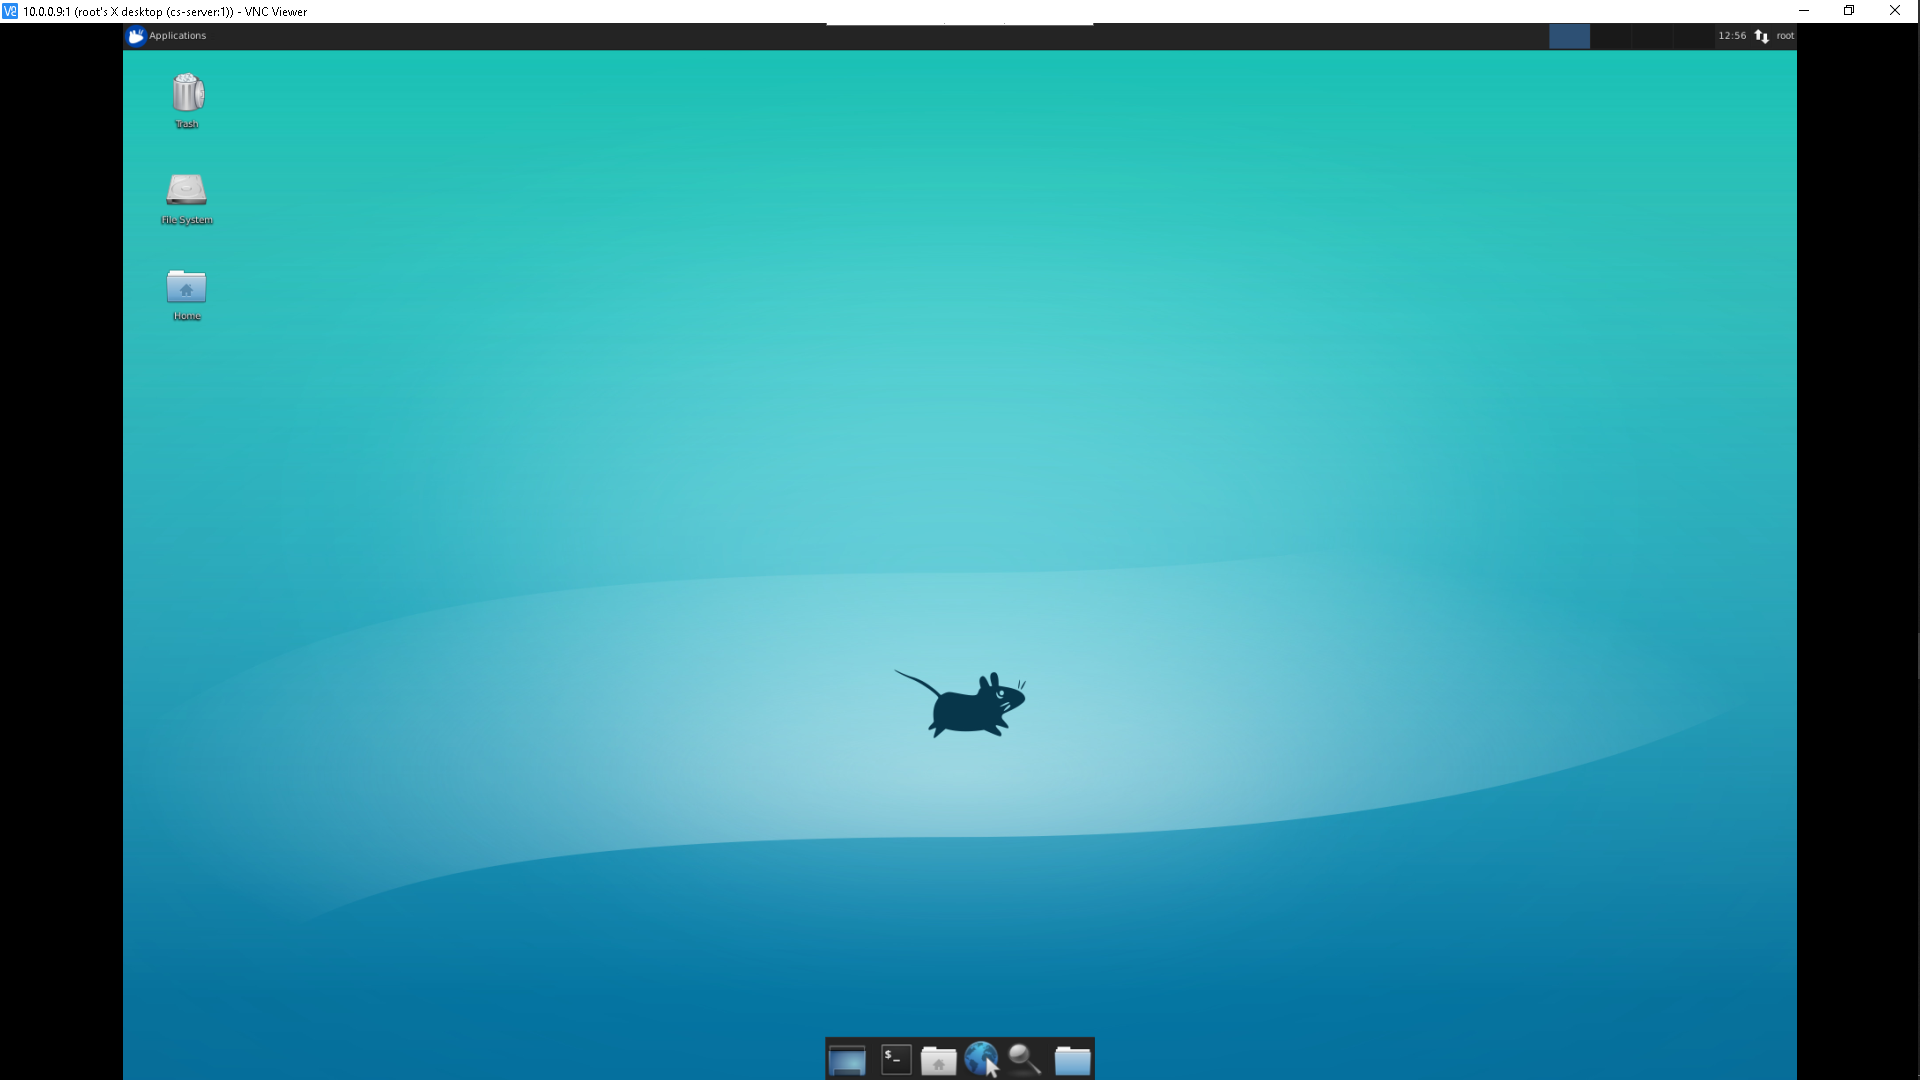 10.0.0.9:1 (root's X desktop (cs-server:1)) - VNC Viewer
Applications
12:56
root
Trash
File System
Home
$_